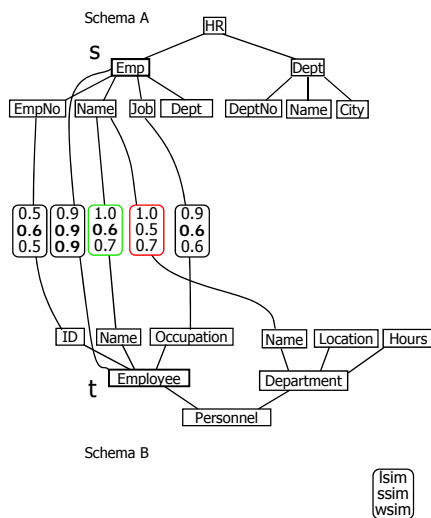 Schema A
HR
s
Emp
Dept
EmpNo Name Job Dept
DeptNo Name City
0.5 0.9 1.0 1.0 0.9
0.6 0.9 0.6 0.5 0.6
0.5 0.9 0.7 0.7 0.6
ID Name Occupation Name Location Hours
t
Employee Department
Personnel
Schema B
lsim
ssim
wsim